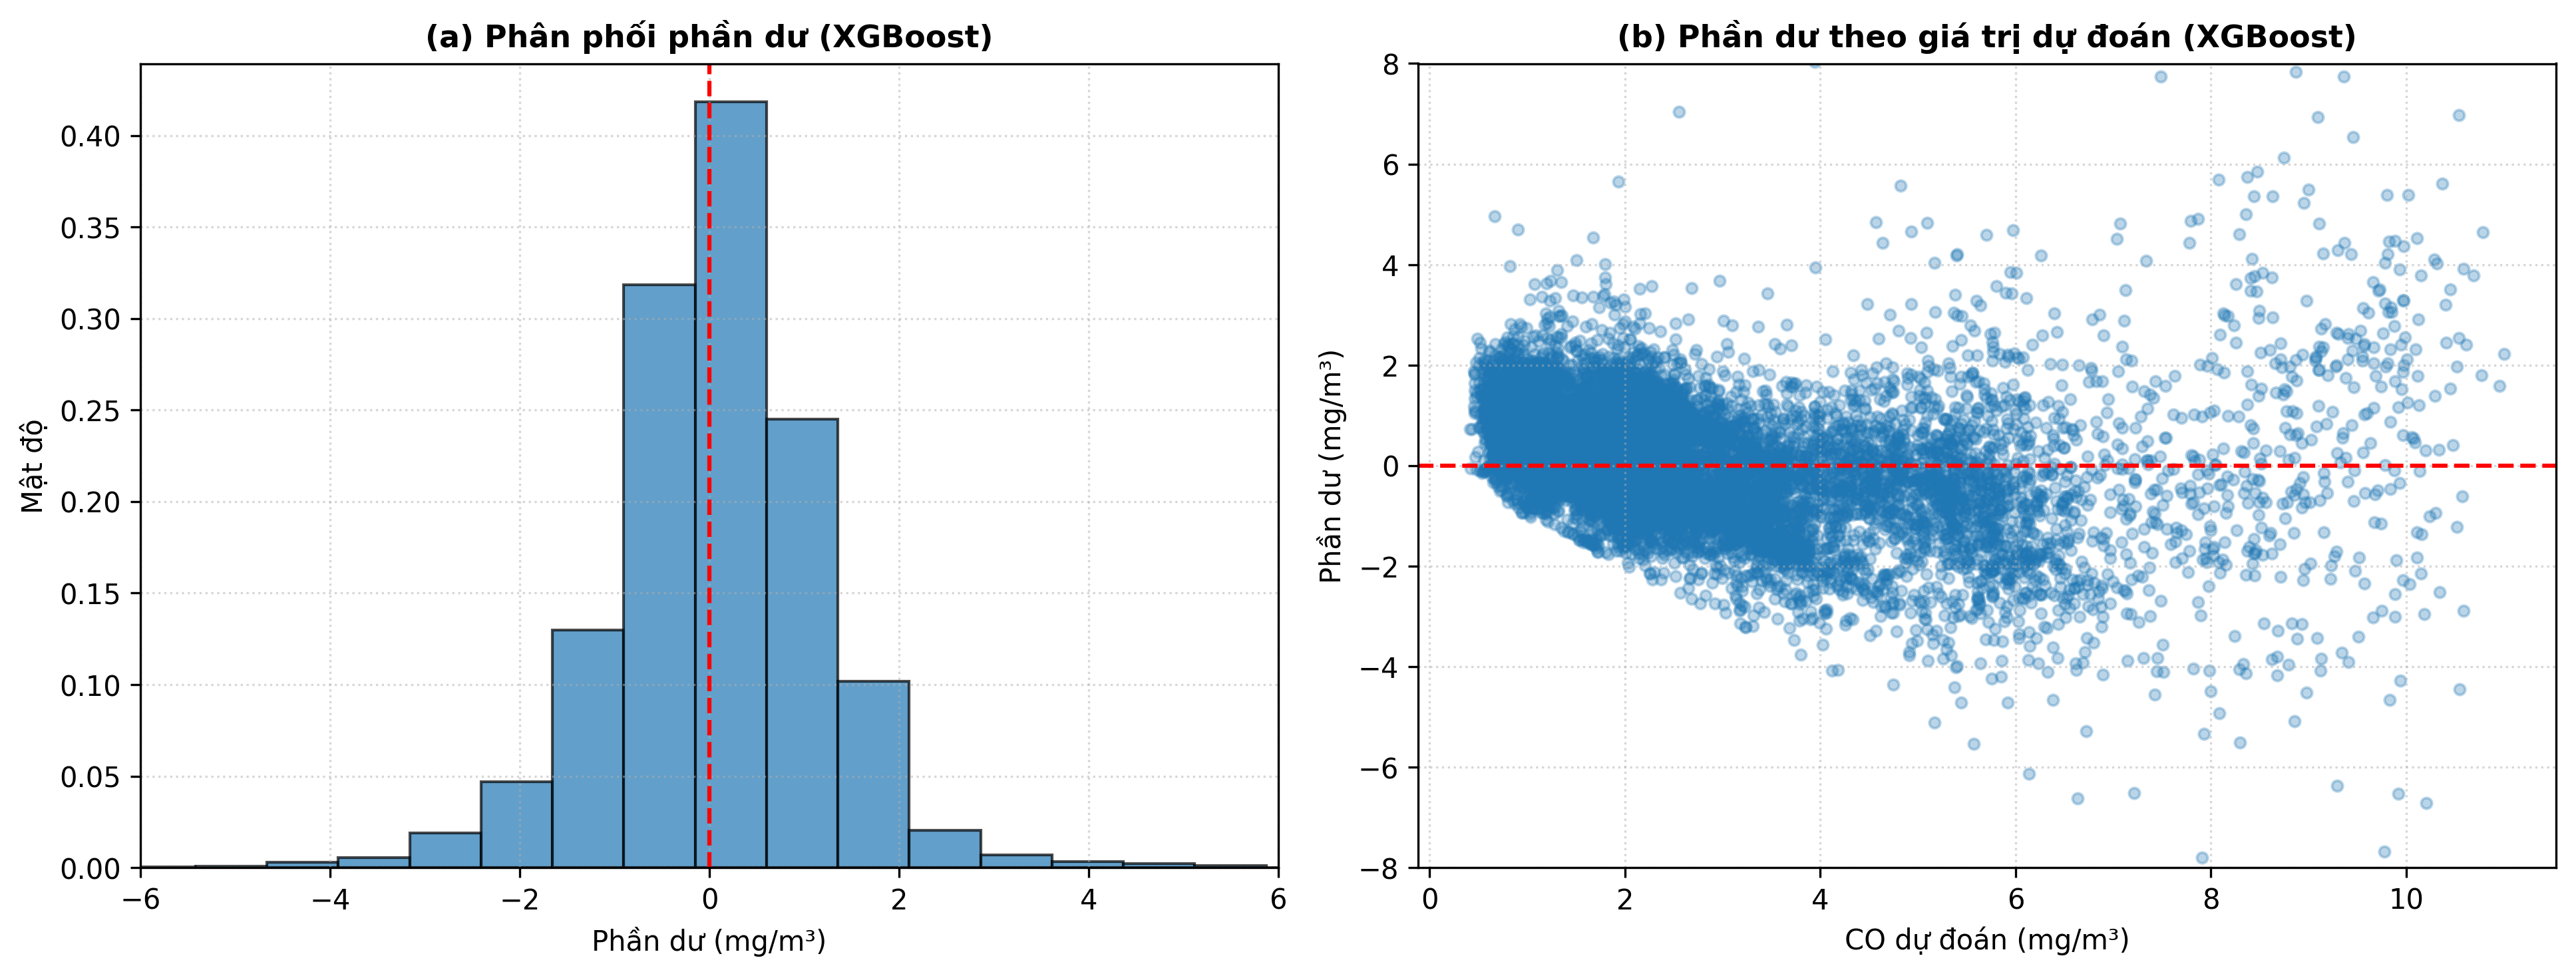 (a) Phân phối phần dư (XGBoost)
Mật độ
0.40
0.35
0.30
0.25
0.20
0.15
0.10
0.05
0.00
−6 −4 −2 0 2 4 6
Phần dư (mg/m³)
(b) Phần dư theo giá trị dự đoán (XGBoost)
Phần dư (mg/m³)
8
6
4
2
0
−2
−4
−6
−8
0 2 4 6 8 10
CO dự đoán (mg/m³)